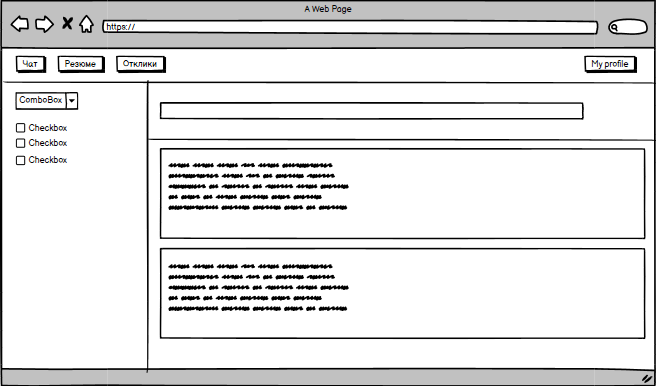 A Web Page
https://
Чат Резюме Отклики My profile
ComboBox
Checkbox
Checkbox
Checkbox